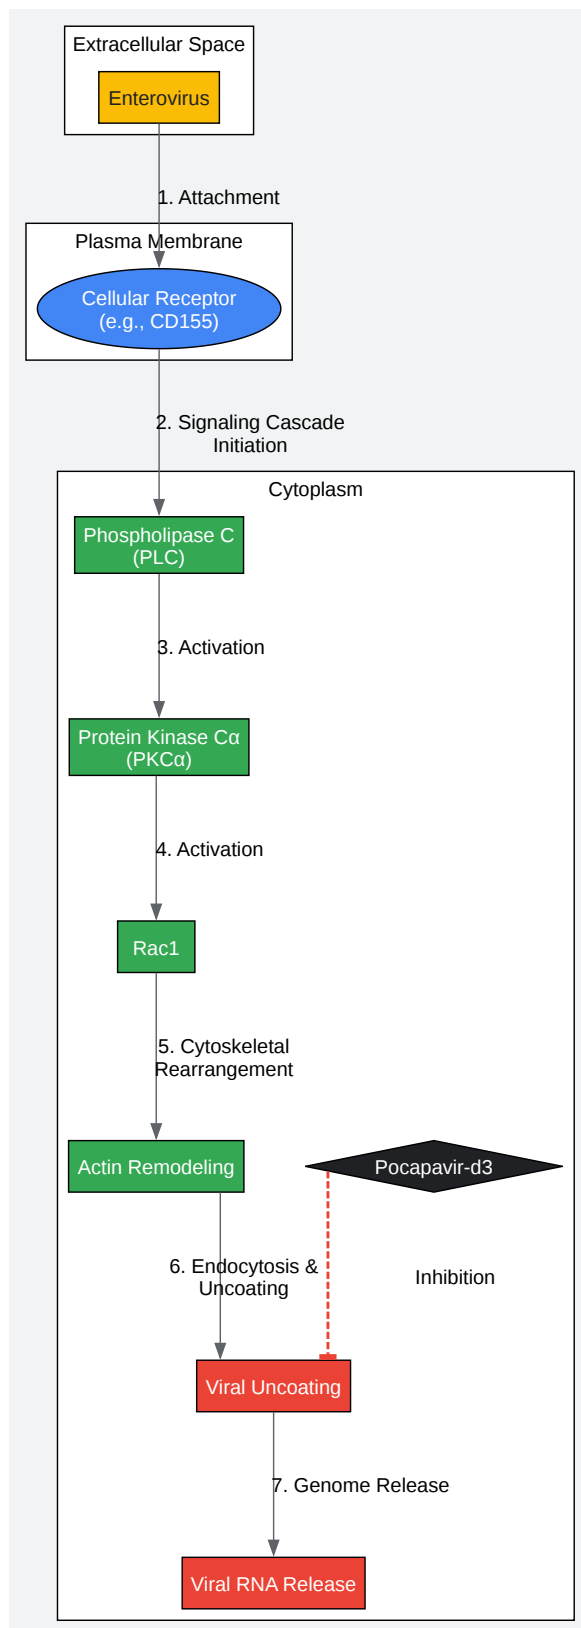 Extracellular Space
Enterovirus
1. Attachment
Plasma Membrane
Cellular Receptor
(e.g., CD155)
2. Signaling Cascade
Initiation
Cytoplasm
Phospholipase C
(PLC)
3. Activation
Protein Kinase Cα
(PKCα)
4. Activation
Rac1
5. Cytoskeletal
Rearrangement
Actin Remodeling
Pocapavir-d3
6. Endocytosis &
Uncoating
Inhibition
Viral Uncoating
7. Genome Release
Viral RNA Release